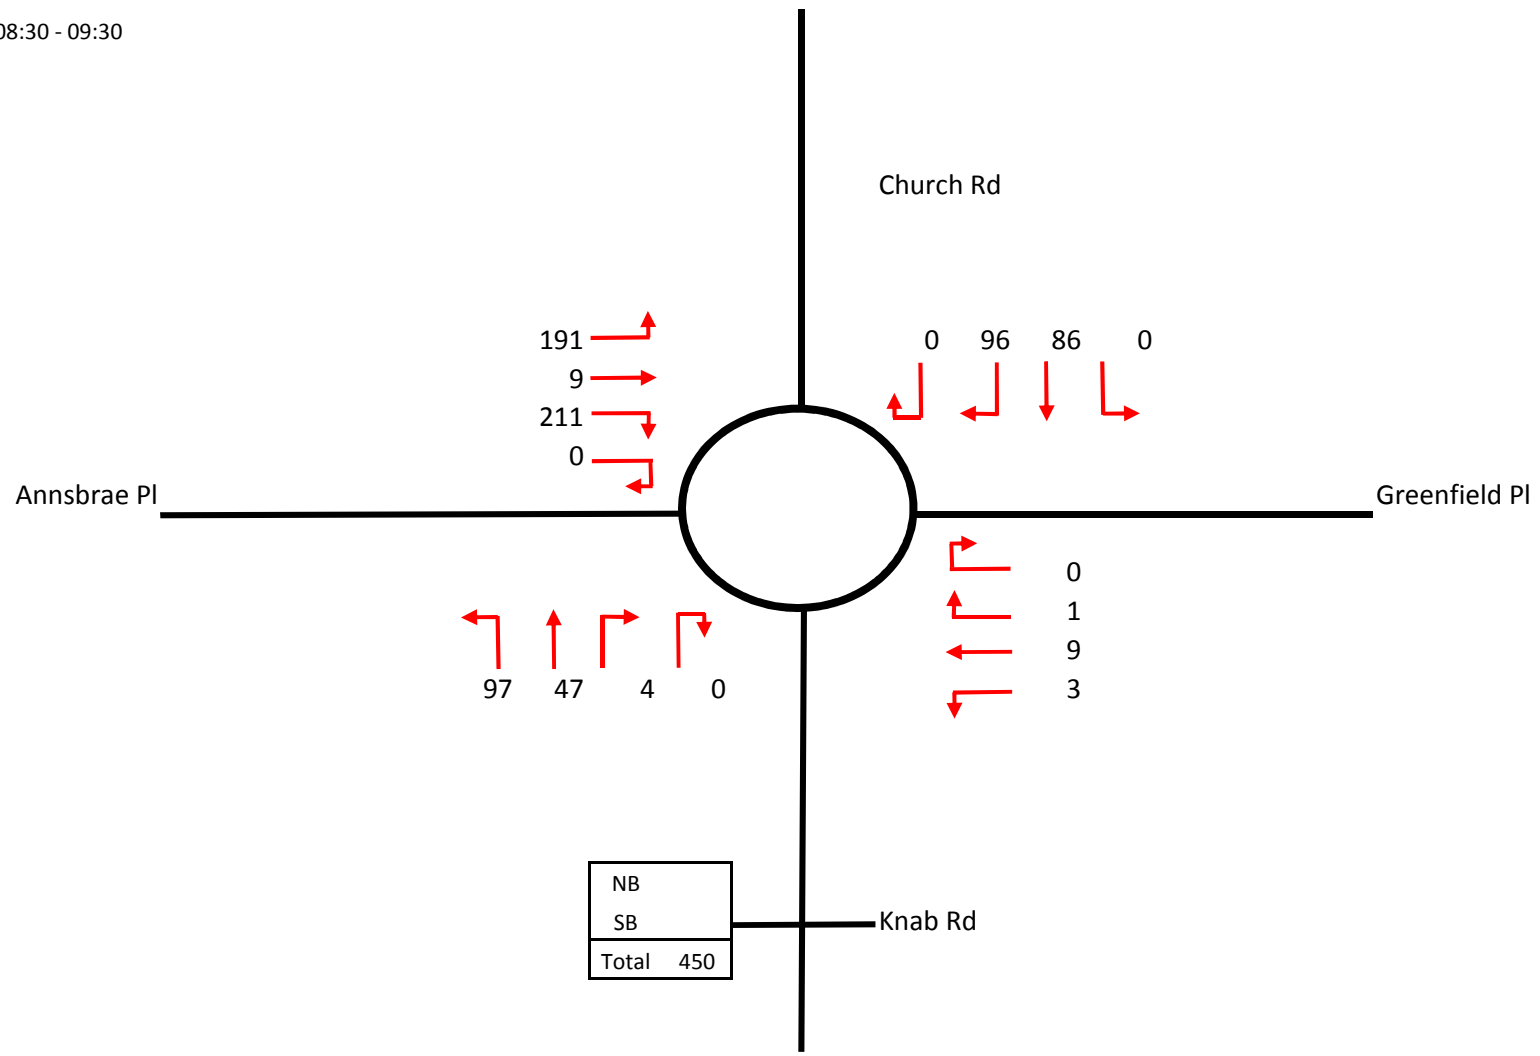 08:30 - 09:30
Church Rd
191
9
211
0
0 96 86 0
Annsbrae Pl
Greenfield Pl
0
1
9
3
97 47 4 0
NB
SB
Total 450
Knab Rd